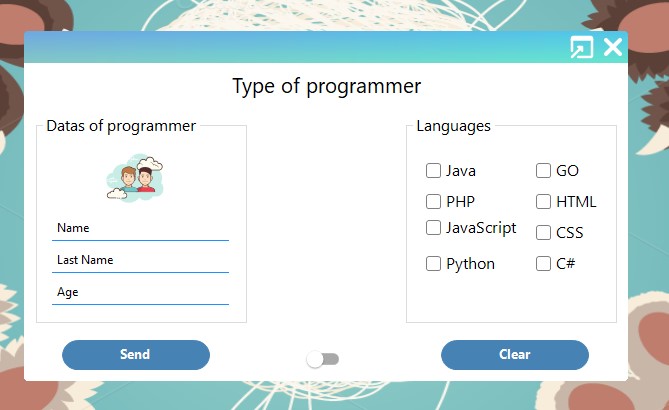 Type of programmer
Datas of programmer
Name
Last Name
Age
Languages
Java
GO
PHP
HTML
JavaScript
CSS
Python
C#
Send
Clear